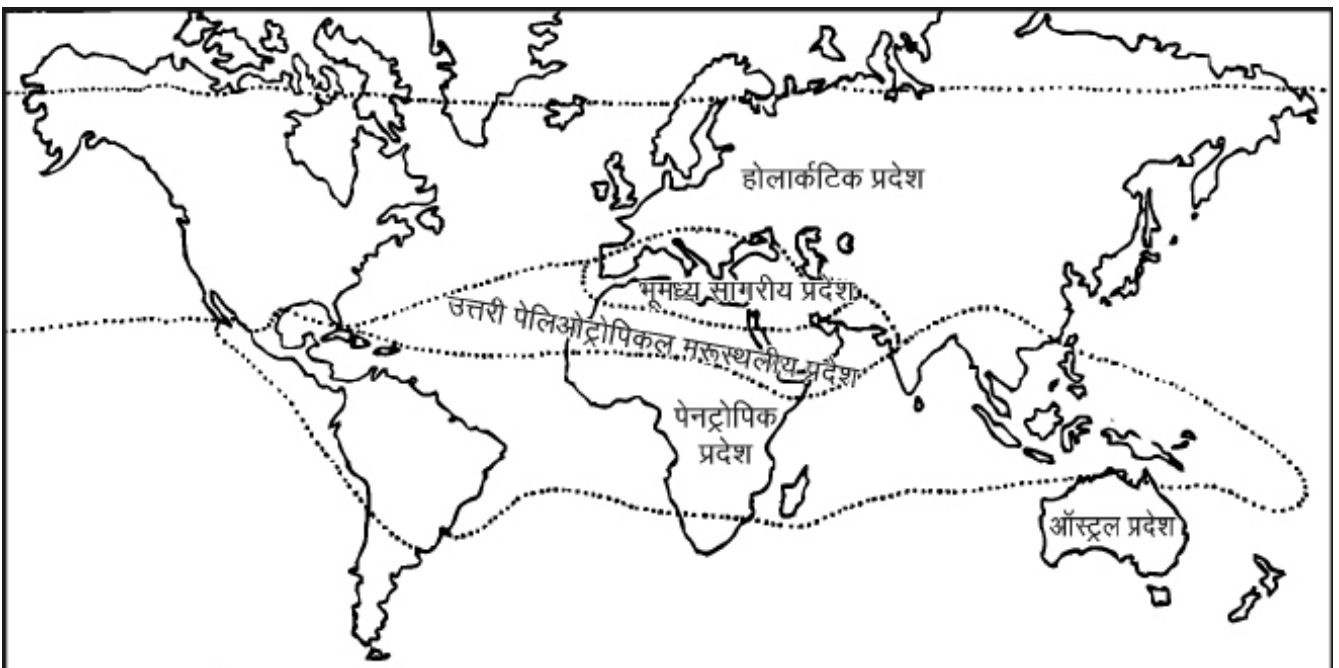 होलार्कटिक प्रदेश
भूमध्य सागरीय प्रदेश
उत्तरी पेलिओट्रोपिकल मरूस्थलीय प्रदेश
पेनट्रोपिक
प्रदेश
ऑस्ट्रल प्रदेश